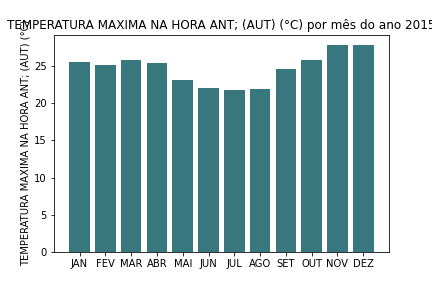 TEMPERATURA MAXIMA NA HORA ANT; (AUT) (°C) por mês do ano 2015
TEMPERATURA MAXIMA NA HORA ANT; (AUT) (°C)
25
20
15
10
5
0
JAN FEV MAR ABR MAI JUN JUL AGO SET OUT NOV DEZ